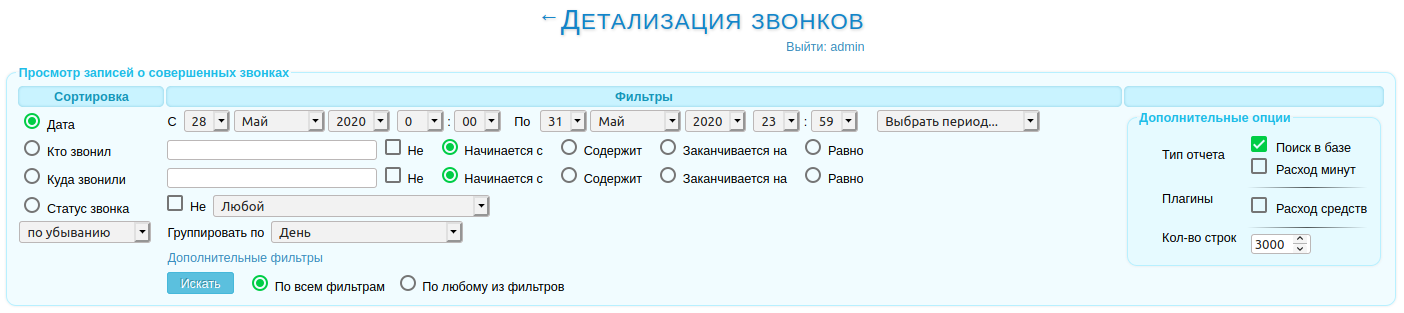 ←Детализация звонков
Выйти: admin
Просмотр записей о совершенных звонках
Сортировка Фильтры
Дата С 28 Май 2020 0 : 00 По 31 Май 2020 23 : 59 Выбрать период... Дополнительные опции
Кто звонил Не Начинается с Содержит Заканчивается на Равно Тип отчета Поиск в базе
Расход минут
Куда звонили Не Начинается с Содержит Заканчивается на Равно
Плагины Расход средств
Статус звонка Не Любой
по убыванию Группировать по День Кол-во строк 3000
Дополнительные фильтры
Искать По всем фильтрам По любому из фильтров